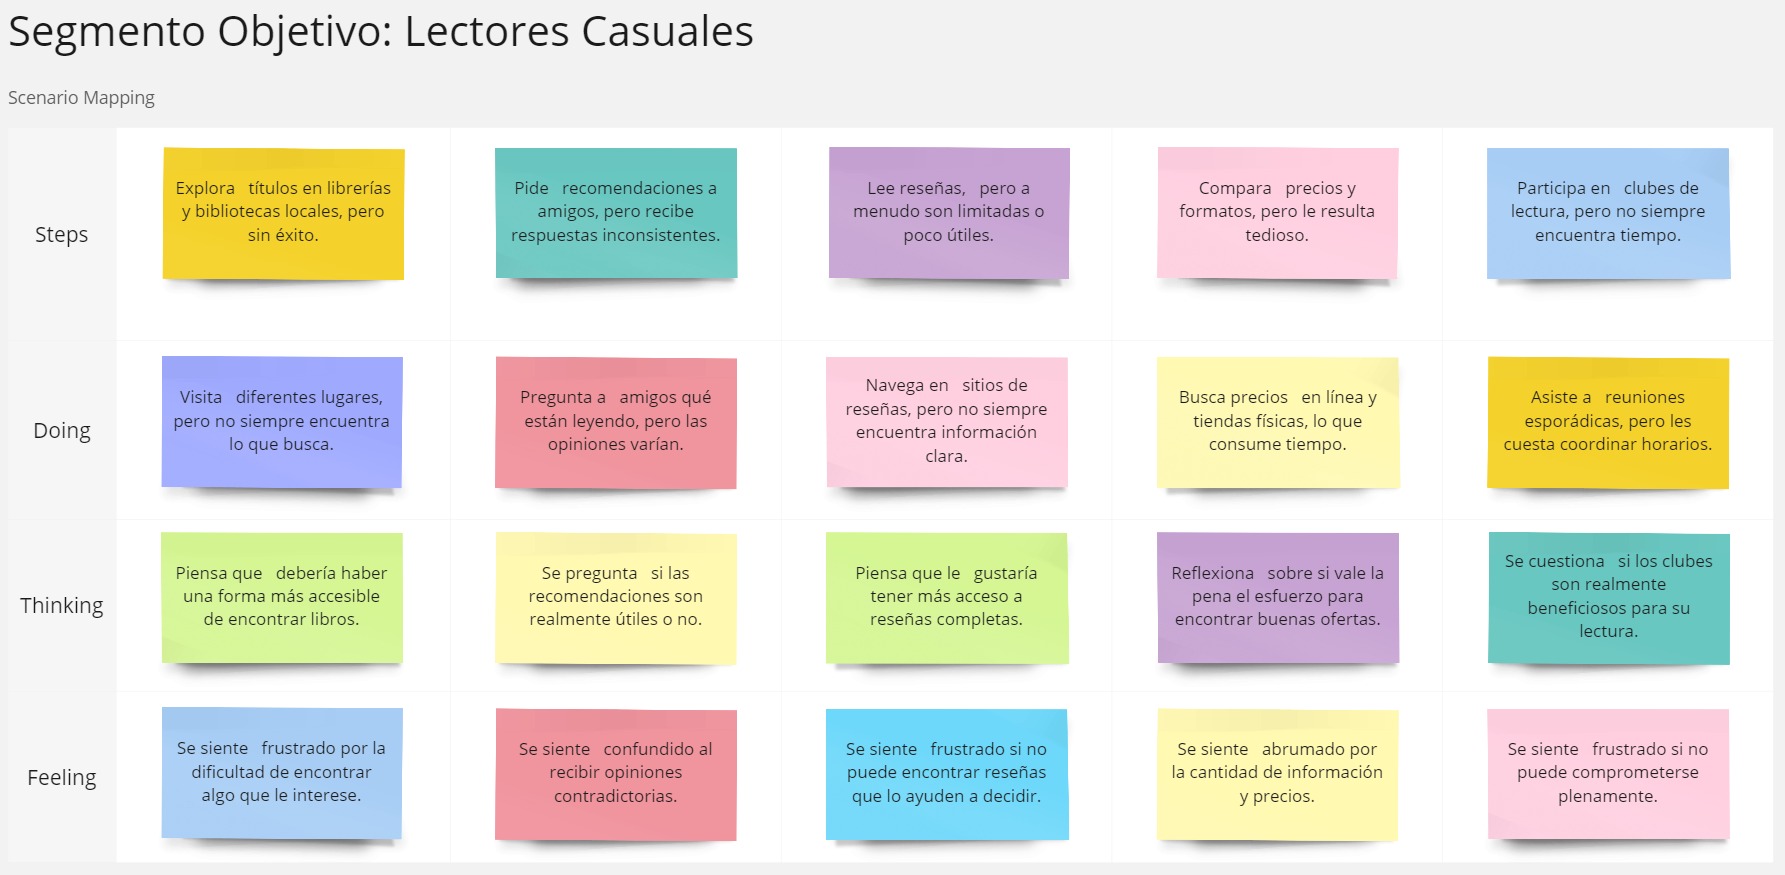 Segmento Objetivo: Lectores Casuales
Scenario Mapping
Steps
Explora títulos en librerías
y bibliotecas locales, pero
sin éxito.
Pide recomendaciones a
amigos, pero recibe
respuestas inconsistentes.
Lee reseñas, pero a
menudo son limitadas o
poco útiles.
Compara precios y
formatos, pero le resulta
tedioso.
Participa en clubes de
lectura, pero no siempre
encuentra tiempo.
Doing
Visita diferentes lugares,
pero no siempre encuentra
lo que busca.
Pregunta a amigos qué
están leyendo, pero las
opiniones varían.
Navega en sitios de
reseñas, pero no siempre
encuentra información
clara.
Busca precios en línea y
tiendas físicas, lo que
consume tiempo.
Asiste a reuniones
esporádicas, pero les
cuesta coordinar horarios.
Thinking
Piensa que debería haber
una forma más accesible
de encontrar libros.
Se pregunta si las
recomendaciones son
realmente útiles o no.
Piensa que le gustaría
tener más acceso a
reseñas completas.
Reflexiona sobre si vale la
pena el esfuerzo para
encontrar buenas ofertas.
Se cuestiona si los clubes
son realmente
beneficiosos para su
lectura.
Feeling
Se siente frustrado por la
dificultad de encontrar
algo que le interese.
Se siente confundido al
recibir opiniones
contradictorias.
Se siente frustrado si no
puede encontrar reseñas
que lo ayuden a decidir.
Se siente abrumado por
la cantidad de información
y precios.
Se siente frustrado si no
puede comprometerse
plenamente.